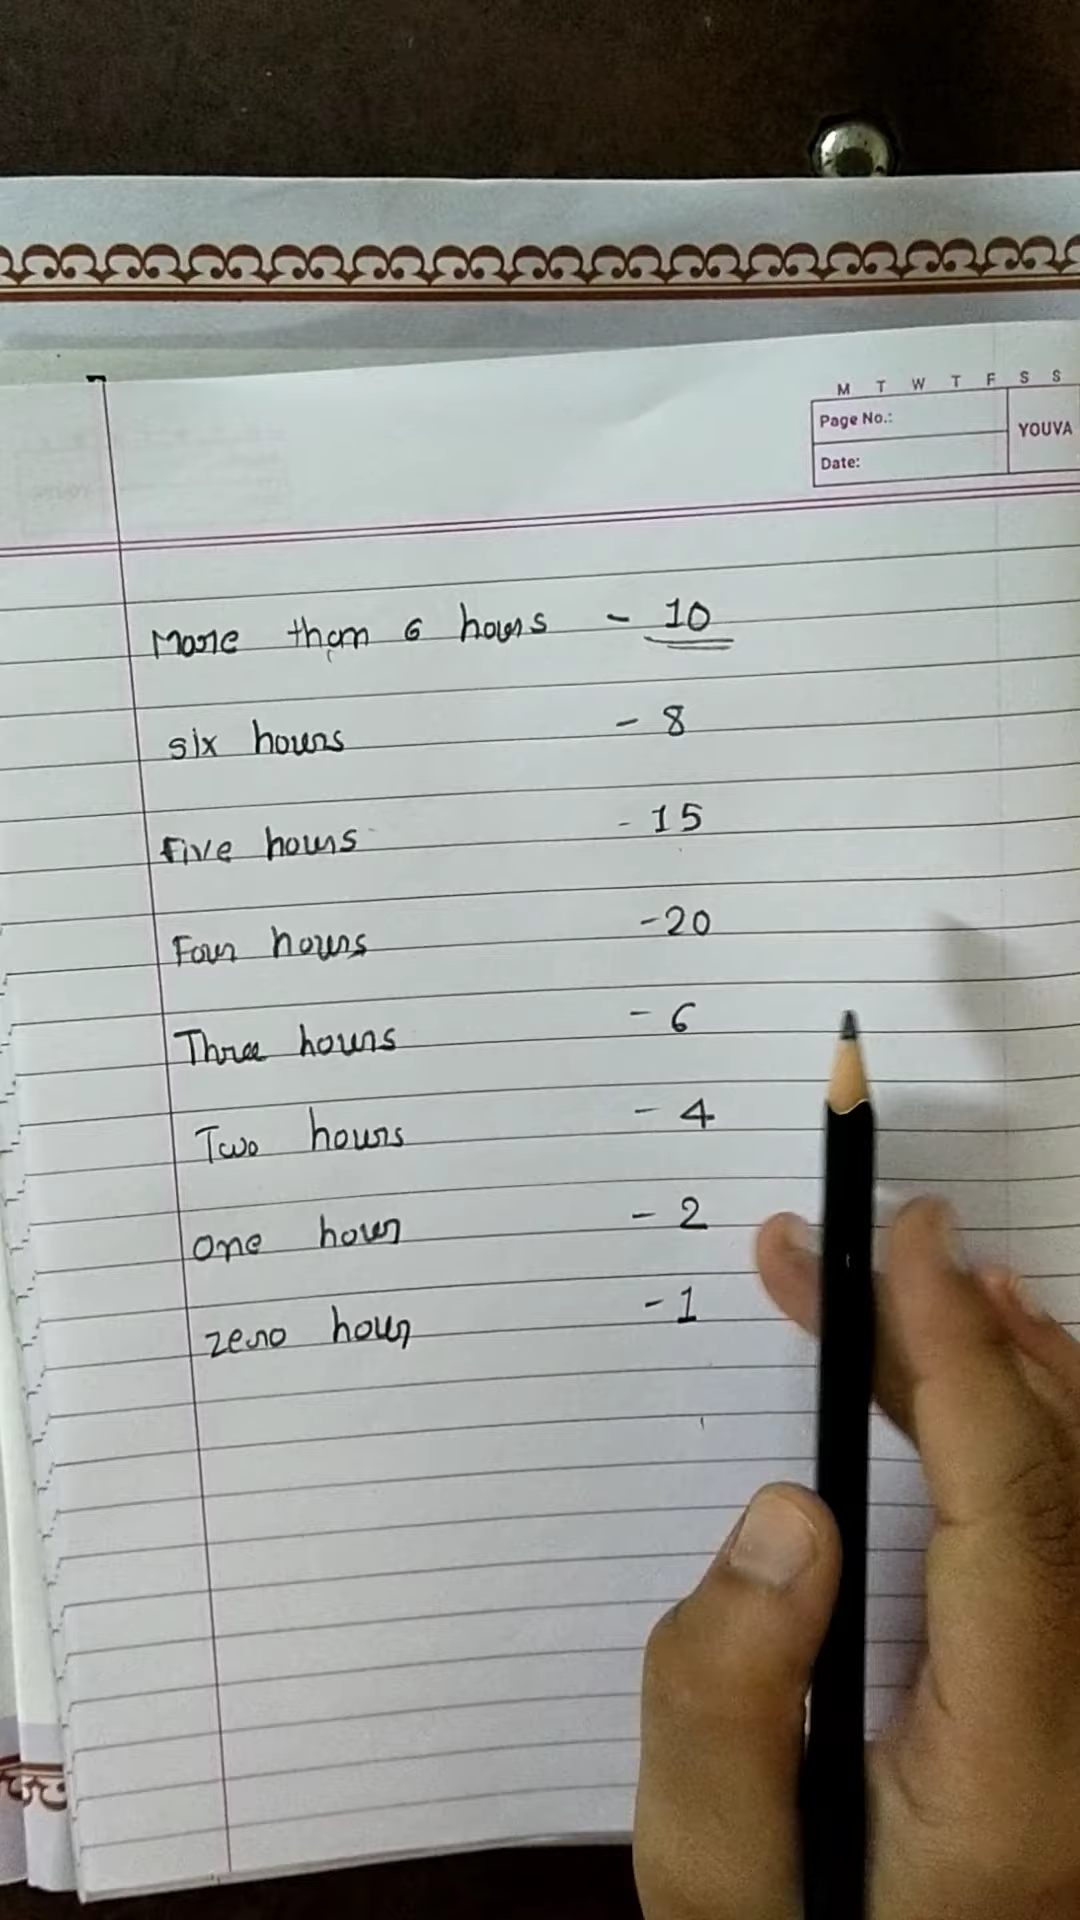 M T W T F S S
Page No.:
YOUVA
Date:
More than 6 hours - 10
six hours - 8
Five hours - 15
Four hours - 20
Three hours - 6
Two hours - 4
One hour - 2
zero hour - 1